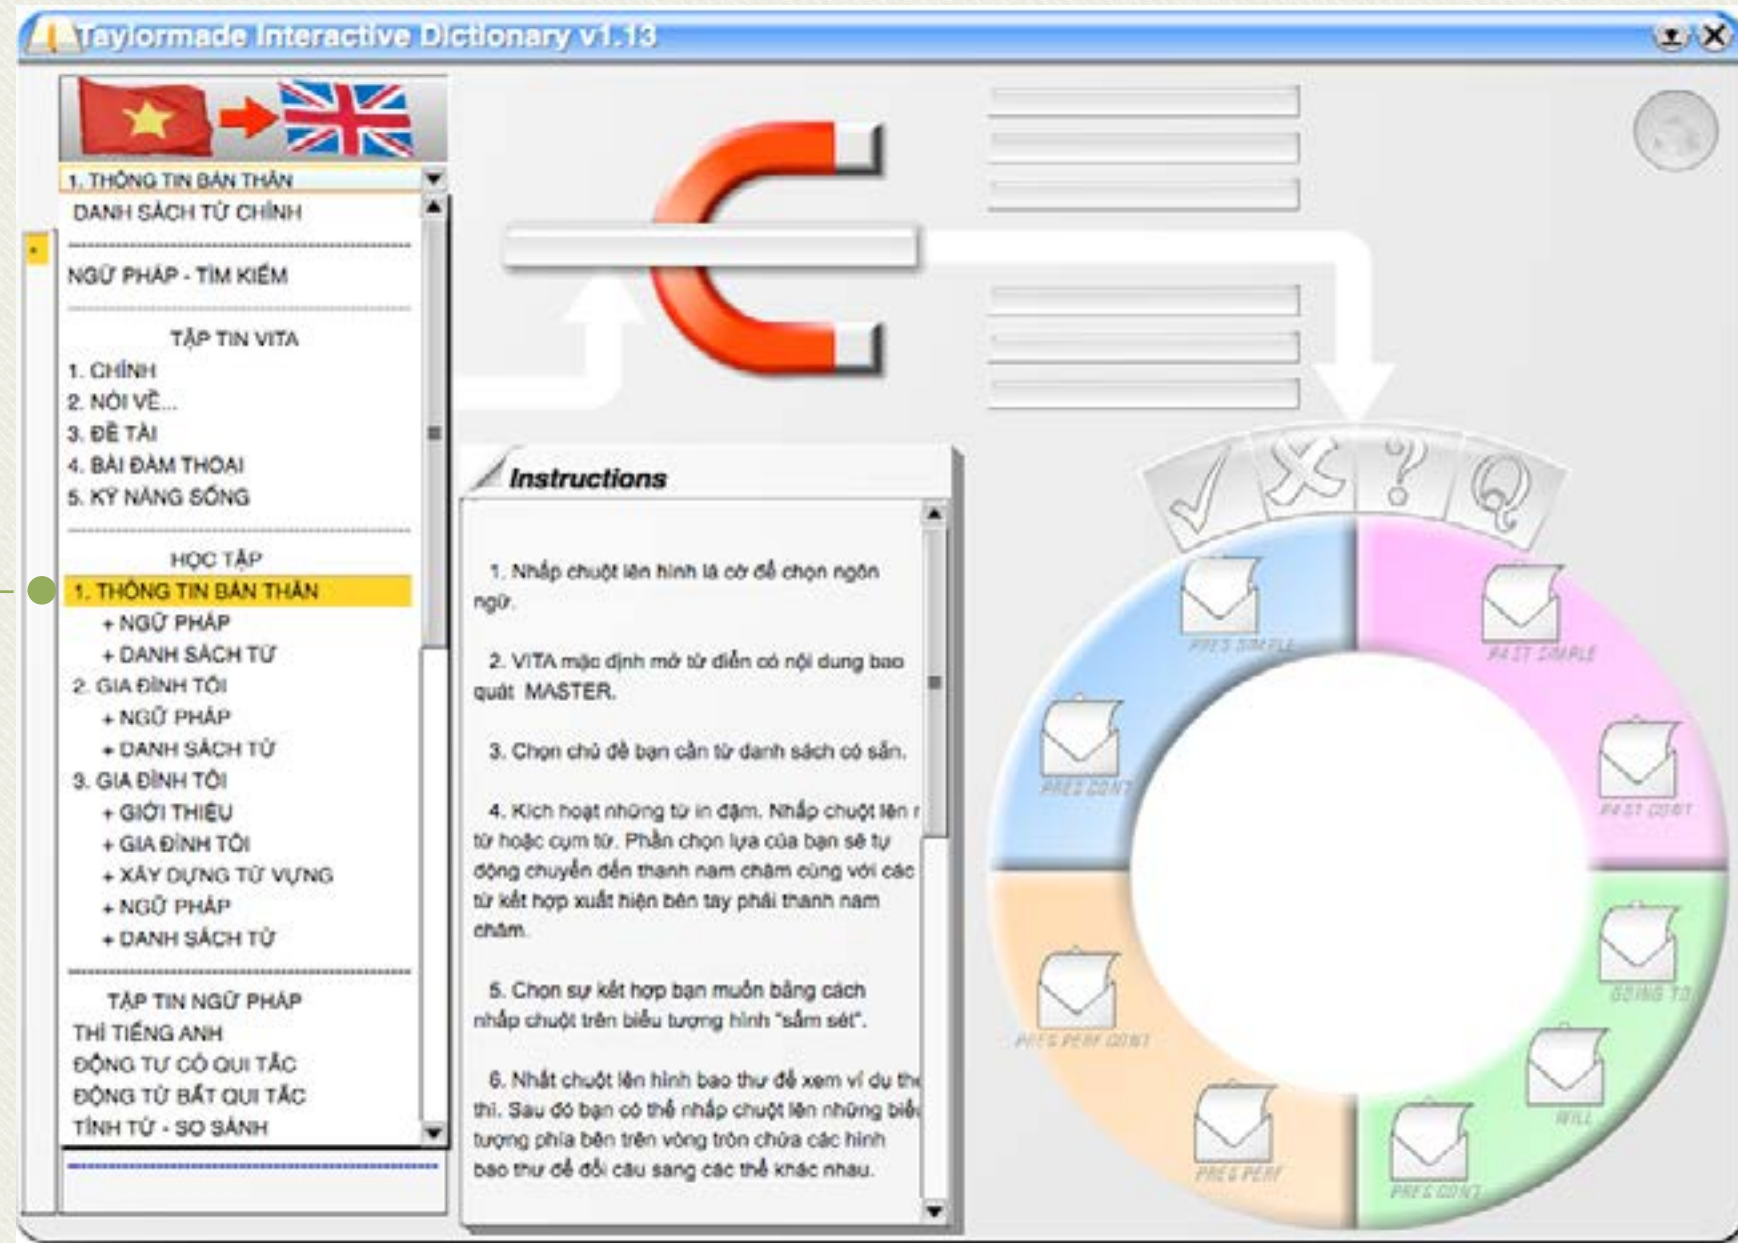 Taylormade Interactive Dictionary v1.13
1. THÔNG TIN BẢN THÂN
DANH SÁCH TỪ CHÍNH
NGỮ PHÁP - TÌM KIẾM
TẬP TIN VITA
1. CHÍNH
2. NÓI VỀ...
3. ĐỀ TÀI
4. BÀI ĐÀM THOẠI
5. KỸ NĂNG SỐNG
HỌC TẬP
1. THÔNG TIN BẢN THÂN
+ NGỮ PHÁP
+ DANH SÁCH TỪ
2. GIA ĐÌNH TÔI
+ NGỮ PHÁP
+ DANH SÁCH TỪ
3. GIA ĐÌNH TÔI
+ GIỚI THIỆU
+ GIA ĐÌNH TÔI
+ XÂY DỰNG TỪ VỰNG
+ NGỮ PHÁP
+ DANH SÁCH TỪ
TẬP TIN NGỮ PHÁP
THÌ TIẾNG ANH
ĐỘNG TƯ CÓ QUI TẮC
ĐỘNG TỪ BẤT QUI TẮC
TÍNH TỪ - SO SÁNH
Instructions
1. Nhấp chuột lên hình lá cờ để chọn ngôn
ngữ.
2. VITA mặc định mở từ điển có nội dung bao
quát MASTER.
3. Chọn chủ đề bạn cần từ danh sách có sẵn.
4. Kích hoạt những từ in đậm. Nhấp chuột lên
từ hoặc cụm từ. Phần chọn lựa của bạn sẽ tự
động chuyển đến thanh nam châm cùng với các
từ kết hợp xuất hiện bên tay phải thanh nam
châm.
5. Chọn sự kết hợp bạn muốn bằng cách
nhấp chuột trên biểu tượng hình "sấm sét".
6. Nhất chuột lên hình bao thư để xem ví dụ
thì. Sau đó bạn có thể nhấp chuột lên những
tượng phía bên trên vòng tròn chứa các hình
bao thư để đổi câu sang các thể khác nhau.
? Q
PRES SIMPLE
PAST SIMPLE
PRES CONT
PAST CONT
GOING TO
PRES PERF CONT
WILL
PRES PERF
PRES CONT